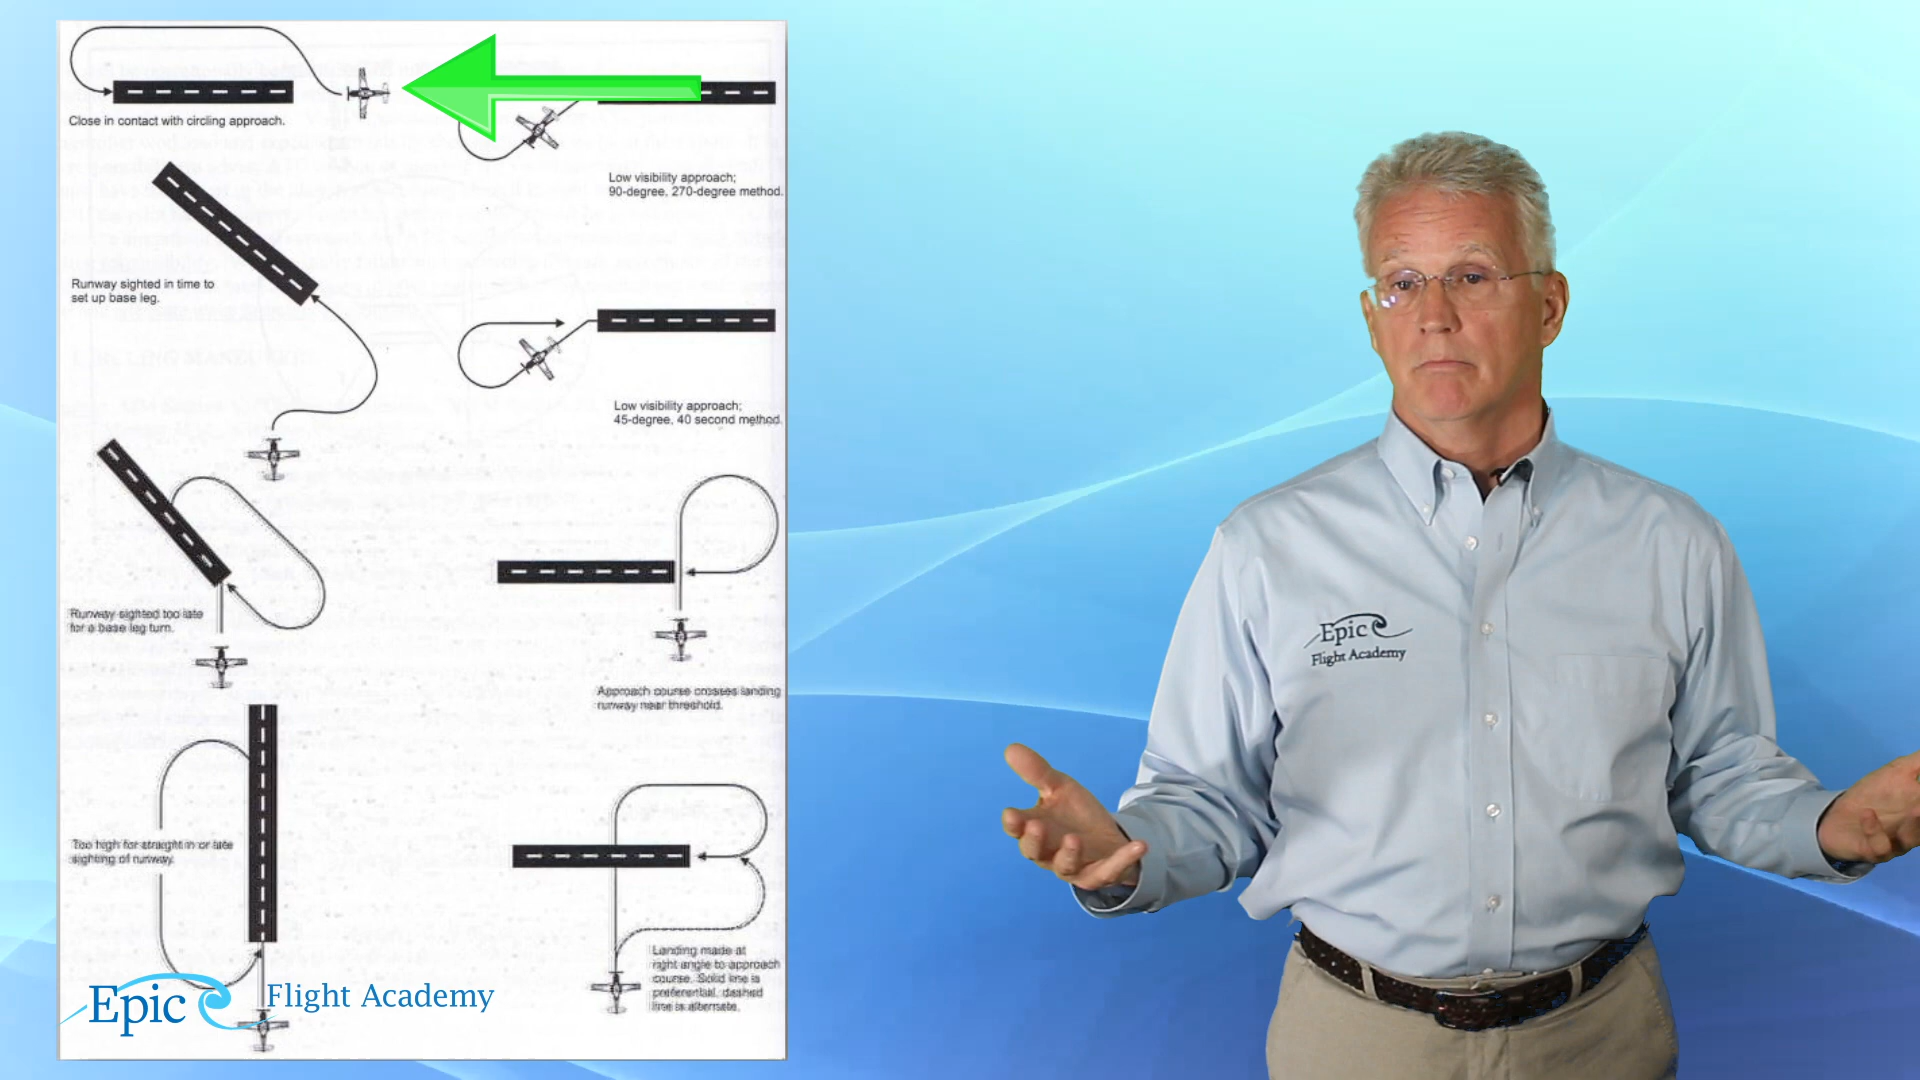 Close in contact with circling approach.
Low visibility approach;
90-degree, 270-degree method.
Runway sighted in time to
set up base leg.
Low visibility approach;
45-degree, 40 second method.
Runway sighted too late
for a base leg turn.
Approach course crosses landing
runway near threshold.
Too high for straight in or late
sighting of runway.
Landing made at
right angle to approach
course. Solid line is
preferential, dashed
line is alternate.
Epic Flight Academy
Epic
Flight Academy